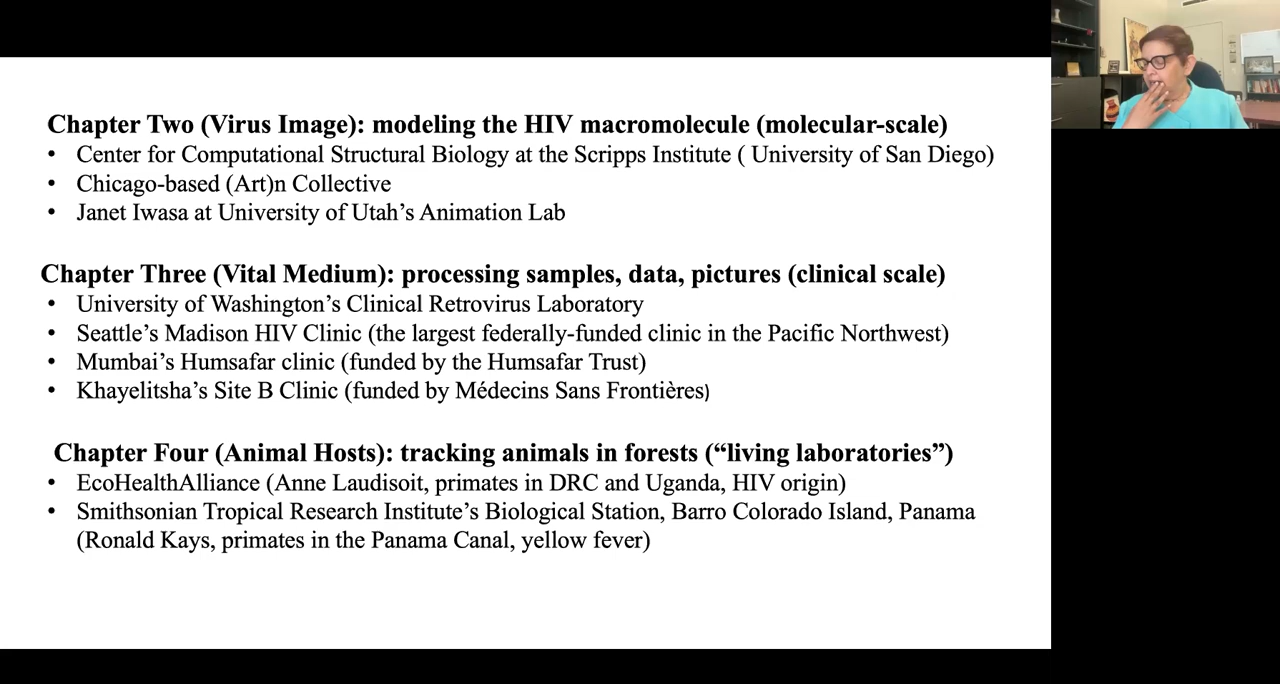 Chapter Two (Virus Image): modeling the HIV macromolecule (molecular-scale)
• Center for Computational Structural Biology at the Scripps Institute ( University of San Diego)
• Chicago-based (Art)n Collective
• Janet Iwasa at University of Utah’s Animation Lab
Chapter Three (Vital Medium): processing samples, data, pictures (clinical scale)
• University of Washington’s Clinical Retrovirus Laboratory
• Seattle’s Madison HIV Clinic (the largest federally-funded clinic in the Pacific Northwest)
• Mumbai’s Humsafar clinic (funded by the Humsafar Trust)
• Khayelitsha’s Site B Clinic (funded by Médecins Sans Frontières)
Chapter Four (Animal Hosts): tracking animals in forests (“living laboratories”)
• EcoHealthAlliance (Anne Laudisoit, primates in DRC and Uganda, HIV origin)
• Smithsonian Tropical Research Institute’s Biological Station, Barro Colorado Island, Panama
(Ronald Kays, primates in the Panama Canal, yellow fever)